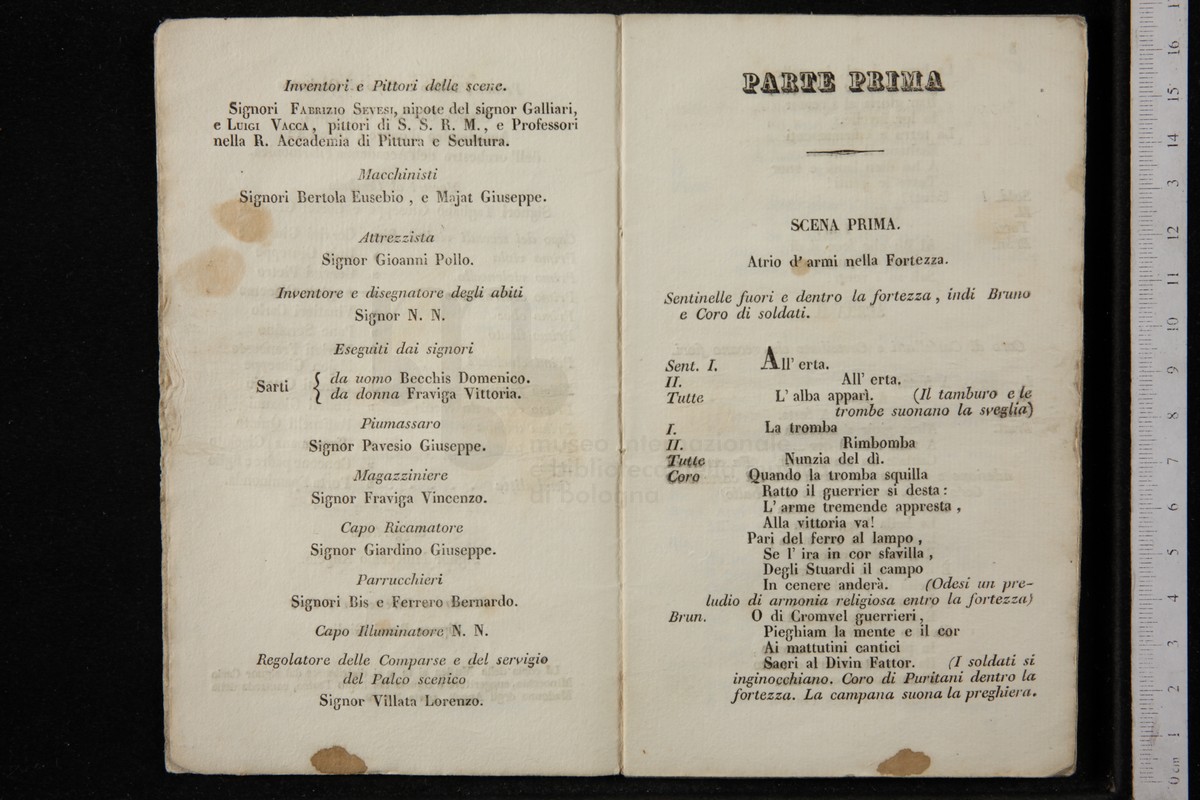 Inventori e Pittori delle scene.
Signori Fabrizio Sevesi, nipote del signor Galliari,
e Luigi Vacca, pittori di S. S. R. M., e Professori
nella R. Accademia di Pittura e Scultura.
Macchinisti
Signori Bertola Eusebio, e Majat Giuseppe.
Attrezzista
Signor Gioanni Pollo.
Inventore e disegnatore degli abiti
Signor N. N.
Eseguiti dai signori
Sarti { da uomo Becchis Domenico.
da donna Fraviga Vittoria.
Piumassaro
Signor Pavesio Giuseppe.
Magazziniere
Signor Fraviga Vincenzo.
Capo Ricamatore
Signor Giardino Giuseppe.
Parrucchieri
Signori Bis e Ferrero Bernardo.
Capo Illuminatore N. N.
Regolatore delle Comparse e del servigio
del Palco scenico
Signor Villata Lorenzo.
PARTE PRIMA
SCENA PRIMA.
Atrio d'armi nella Fortezza.
Sentinelle fuori e dentro la fortezza, indi Bruno
e Coro di soldati.
Sent. I. All' erta.
II. All' erta.
Tutte L' alba apparì. (Il tamburo e le
trombe suonano la sveglia)
I. La tromba
II. Rimbomba
Tutte Nunzia del dì.
Coro Quando la tromba squilla
Ratto il guerrier si desta:
L' arme tremende appresta,
Alla vittoria va!
Pari del ferro al lampo,
Se l' ira in cor sfavilla,
Degli Stuardi il campo
In cenere anderà. (Odesi un pre-
ludio di armonia religiosa entro la fortezza)
Brun. O di Cromvel guerrieri,
Pieghiam la mente e il cor
Ai mattutini cantici
Sacri al Divin Fattor. (I soldati si
inginocchiano. Coro di Puritani dentro la
fortezza. La campana suona la preghiera.
museo internazionale
e biblioteca della
di bologna